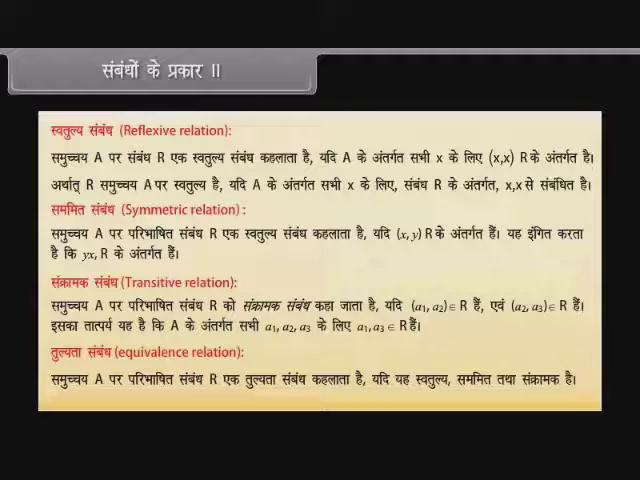 संबंधों के प्रकार II
स्वतुल्य संबंध (Reflexive relation):
समुच्चय A पर संबंध R एक स्वतुल्य संबंध कहलाता है, यदि A के अंतर्गत सभी x के लिए (x,x) R के अंतर्गत है।
अर्थात् R समुच्चय A पर स्वतुल्य है, यदि A के अंतर्गत सभी x के लिए, संबंध R के अंतर्गत, x,x से संबंधित है।
सममित संबंध (Symmetric relation) :
समुच्चय A पर परिभाषित संबंध R एक स्वतुल्य संबंध कहलाता है, यदि (x, y) R के अंतर्गत हैं। यह इंगित करता
है कि yx, R के अंतर्गत हैं।
संक्रामक संबंध (Transitive relation):
समुच्चय A पर परिभाषित संबंध R को संक्रामक संबंध कहा जाता है, यदि (a₁, a₂) ∈ R हैं, एवं (a₂, a₃) ∈ R हैं।
इसका तात्पर्य यह है कि A के अंतर्गत सभी a₁, a₂, a₃ के लिए a₁, a₃ ∈ R हैं।
तुल्यता संबंध (equivalence relation):
समुच्चय A पर परिभाषित संबंध R एक तुल्यता संबंध कहलाता है, यदि यह स्वतुल्य, सममित तथा संक्रामक है।